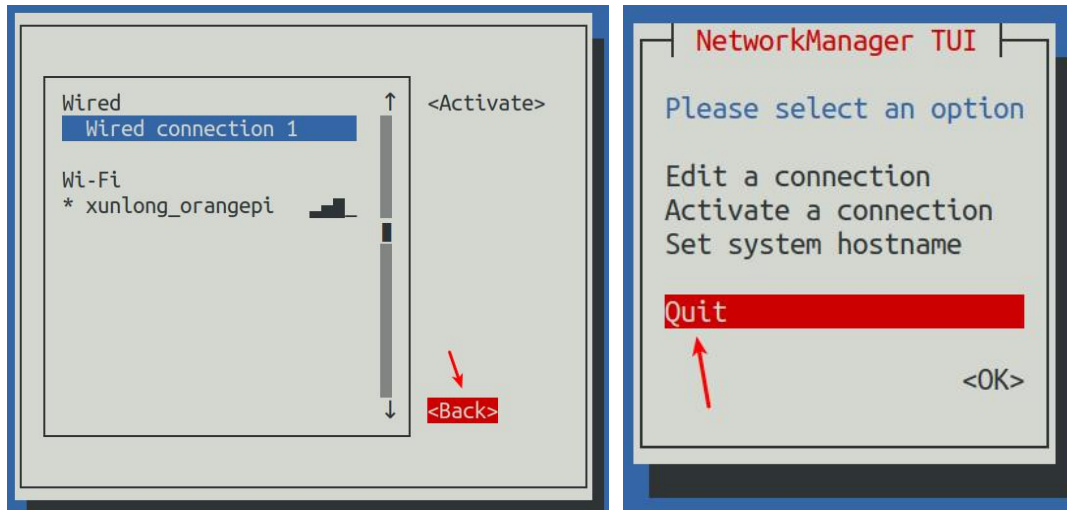 Wired
↑
<Activate>
Wired connection 1
Wi-Fi
* xunlong_orangepi ▂▄▆_
↓
<Back>
NetworkManager TUI
Please select an option
Edit a connection
Activate a connection
Set system hostname
Quit
<OK>